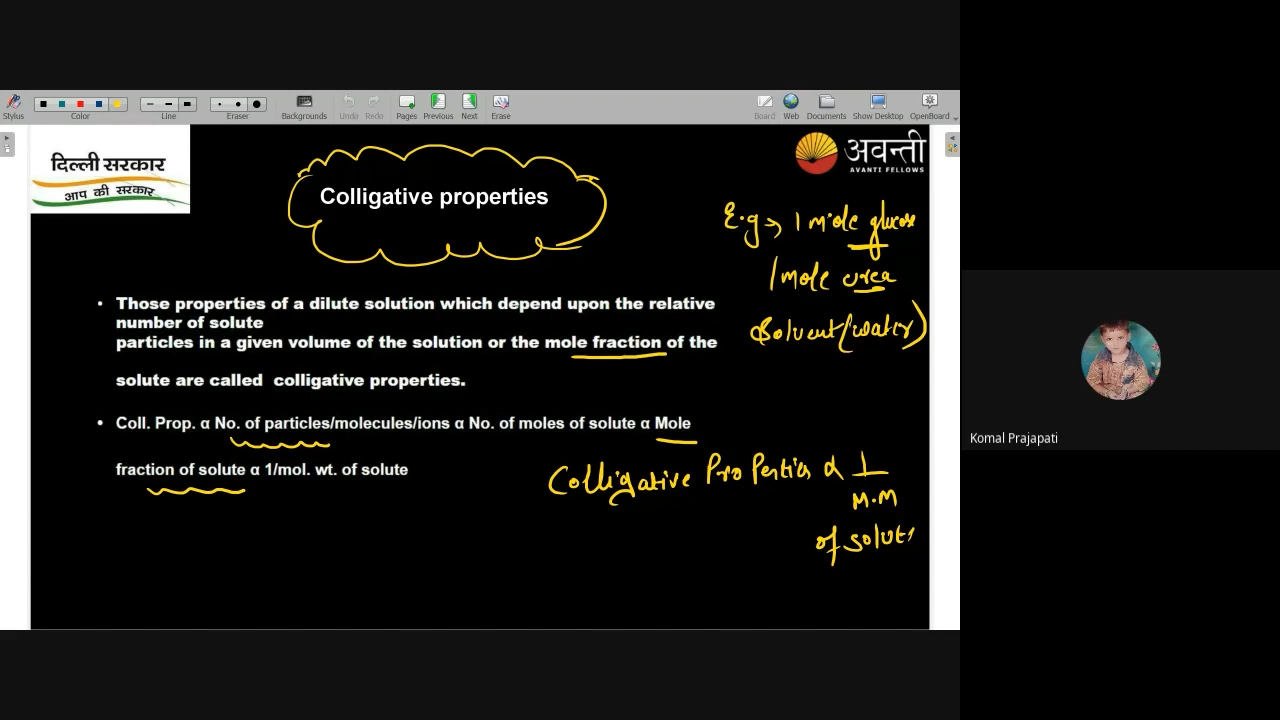 Stylus
Color
Line
Eraser
Backgrounds
Undo
Redo
Pages
Previous
Next
Erase
Board
Web
Documents
Show Desktop
OpenBoard
दिल्ली सरकार
आप की सरकार
अवन्ती
AVANTI FELLOWS
Colligative properties
E.g → 1 mole glucose
1 mole urea
Solvent (water)
• Those properties of a dilute solution which depend upon the relative
number of solute
particles in a given volume of the solution or the mole fraction of the
solute are called colligative properties.
• Coll. Prop. α No. of particles/molecules/ions α No. of moles of solute α Mole
fraction of solute α 1/mol. wt. of solute
Colligative Properties α 1
M.M
of solute
Komal Prajapati